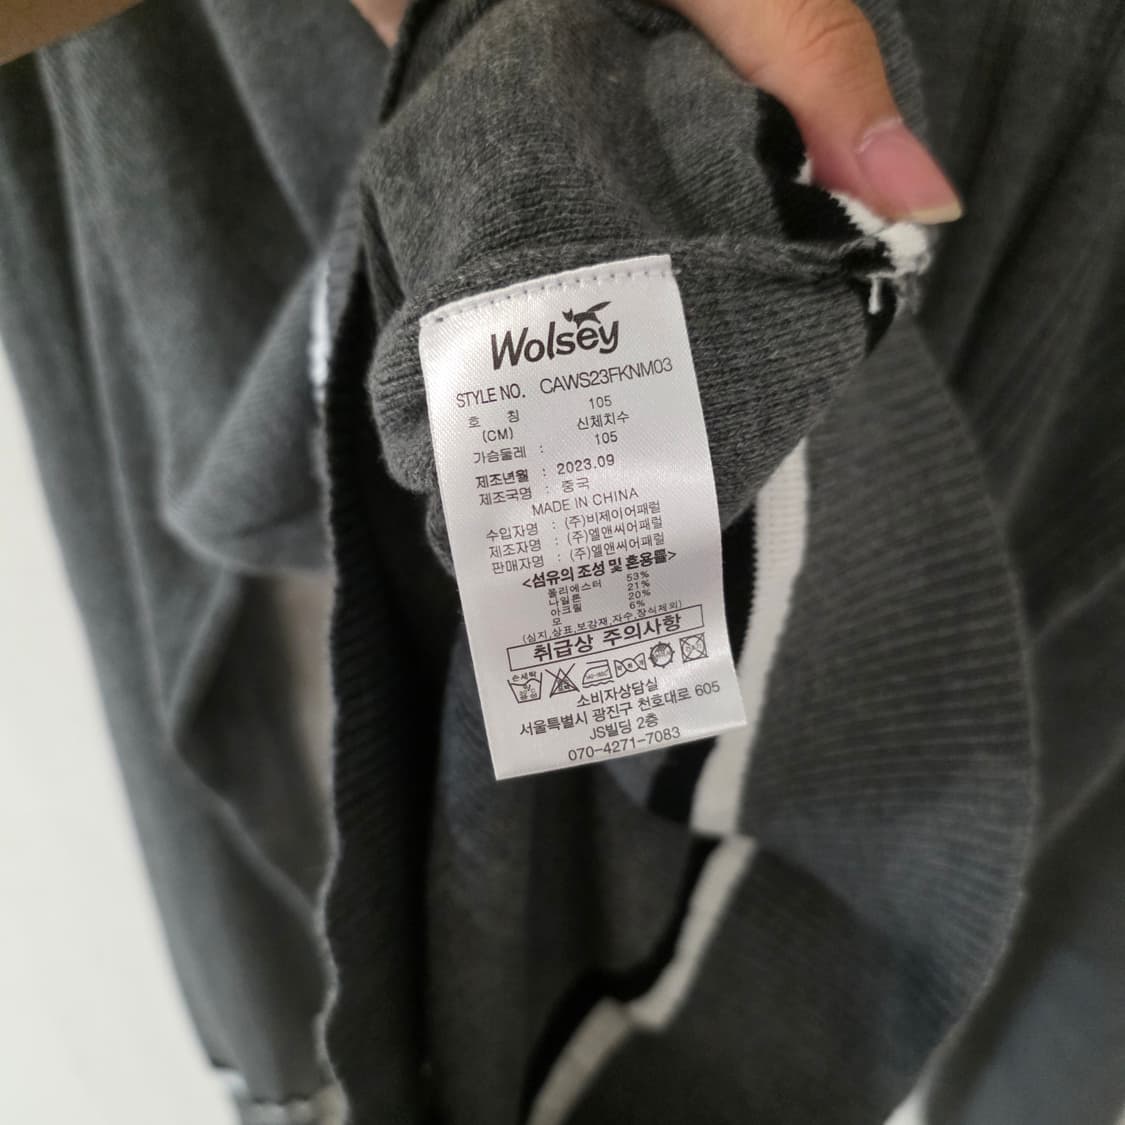 Wolsey
STYLE NO. CAWS23FKNM03
호 칭 105
(CM) 신체치수
가슴둘레 : 105
제조년월 : 2023.09
제조국명 : 중국
MADE IN CHINA
수입자명 : (주)비제이어패럴
제조자명 : (주)엘앤씨어패럴
판매자명 : (주)엘앤씨어패럴
<섬유의 조성 및 혼용률>
폴리에스터 53%
나일론 21%
아크릴 20%
모 6%
(심지,상표,보강재,자수,장식제외)
취급상 주의사항
손세탁
소비자상담실
서울특별시 광진구 천호대로 605
JS빌딩 2층
070-4271-7083